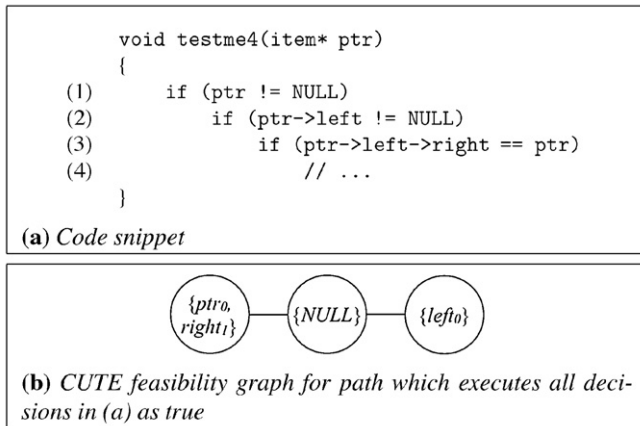 void testme4(item* ptr)
{
(1) if (ptr != NULL)
(2) if (ptr->left != NULL)
(3) if (ptr->left->right == ptr)
(4) // ...
}
(a) Code snippet
{ptr0,
right1}
{NULL}
{left0}
(b) CUTE feasibility graph for path which executes all deci-
sions in (a) as true